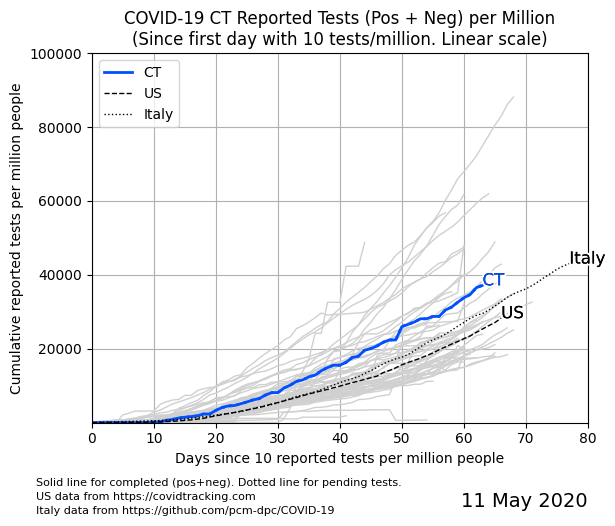 COVID-19 CT Reported Tests (Pos + Neg) per Million
(Since first day with 10 tests/million. Linear scale)
Cumulative reported tests per million people
100000
80000
60000
40000
20000
CT
US
Italy
Italy
CT
US
0 10 20 30 40 50 60 70 80
Days since 10 reported tests per million people
Solid line for completed (pos+neg). Dotted line for pending tests.
US data from https://covidtracking.com
Italy data from https://github.com/pcm-dpc/COVID-19
11 May 2020